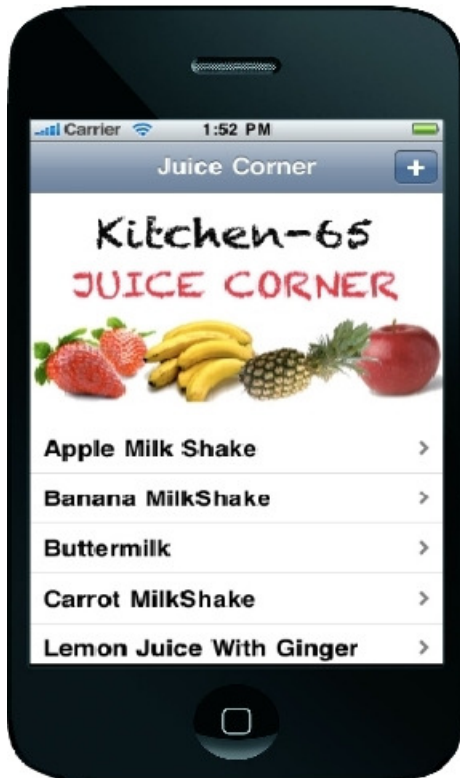 Carrier 1:52 PM
Juice Corner +
Kitchen-65
JUICE CORNER
Apple Milk Shake
Banana MilkShake
Buttermilk
Carrot MilkShake
Lemon Juice With Ginger